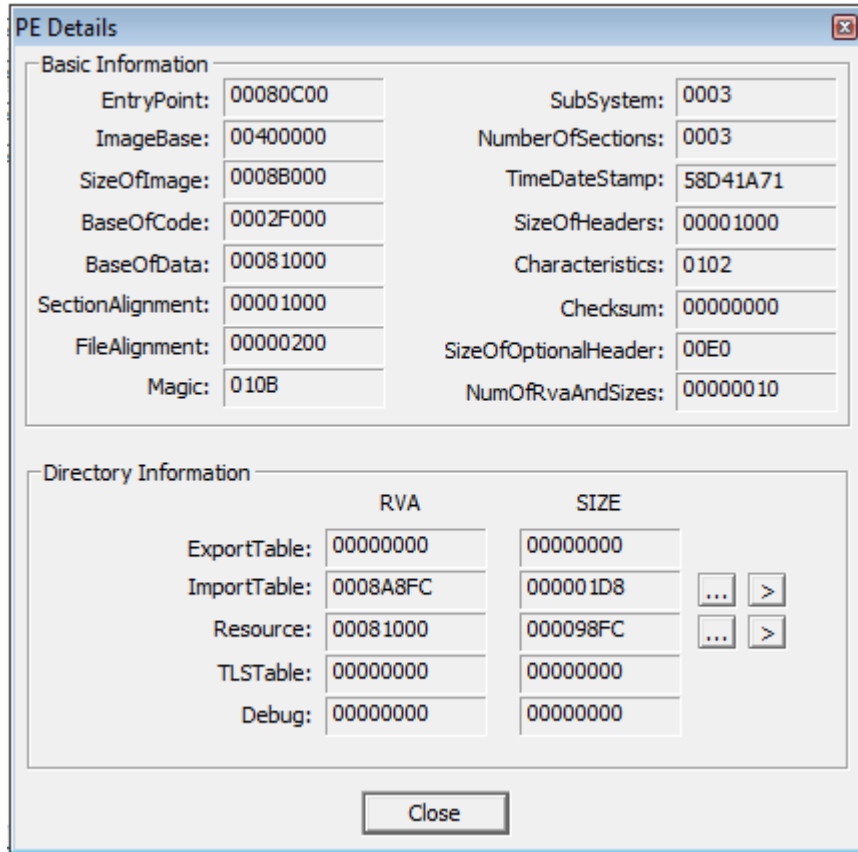 PE Details
Basic Information
EntryPoint: 00080C00 SubSystem: 0003
ImageBase: 00400000 NumberOfSections: 0003
SizeOfImage: 0008B000 TimeDateStamp: 58D41A71
BaseOfCode: 0002F000 SizeOfHeaders: 00001000
BaseOfData: 00081000 Characteristics: 0102
SectionAlignment: 00001000 Checksum: 00000000
FileAlignment: 00000200 SizeOfOptionalHeader: 00E0
Magic: 010B NumOfRvaAndSizes: 00000010
Directory Information
RVA SIZE
ExportTable: 00000000 00000000
ImportTable: 0008A8FC 000001D8 ... >
Resource: 00081000 000098FC ... >
TLSTable: 00000000 00000000
Debug: 00000000 00000000
Close